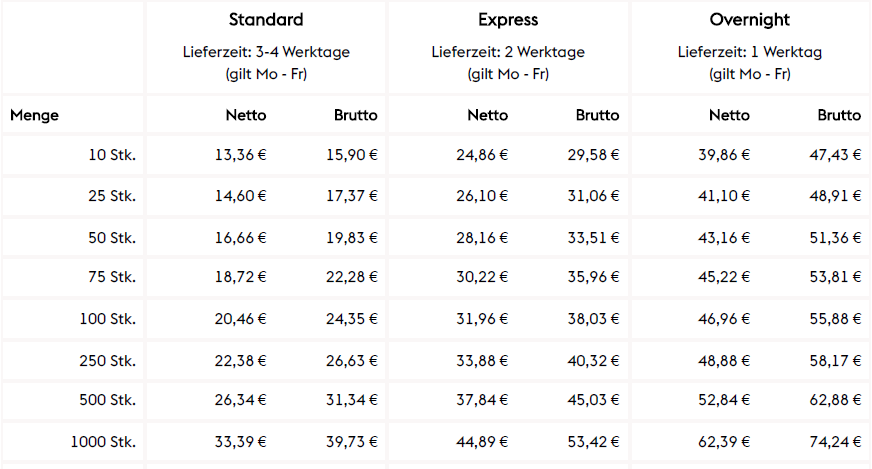 Standard Express Overnight
Lieferzeit: 3-4 Werktage Lieferzeit: 2 Werktage Lieferzeit: 1 Werktag
(gilt Mo - Fr) (gilt Mo - Fr) (gilt Mo - Fr)
Menge Netto Brutto Netto Brutto Netto Brutto
10 Stk. 13,36 € 15,90 € 24,86 € 29,58 € 39,86 € 47,43 €
25 Stk. 14,60 € 17,37 € 26,10 € 31,06 € 41,10 € 48,91 €
50 Stk. 16,66 € 19,83 € 28,16 € 33,51 € 43,16 € 51,36 €
75 Stk. 18,72 € 22,28 € 30,22 € 35,96 € 45,22 € 53,81 €
100 Stk. 20,46 € 24,35 € 31,96 € 38,03 € 46,96 € 55,88 €
250 Stk. 22,38 € 26,63 € 33,88 € 40,32 € 48,88 € 58,17 €
500 Stk. 26,34 € 31,34 € 37,84 € 45,03 € 52,84 € 62,88 €
1000 Stk. 33,39 € 39,73 € 44,89 € 53,42 € 62,39 € 74,24 €